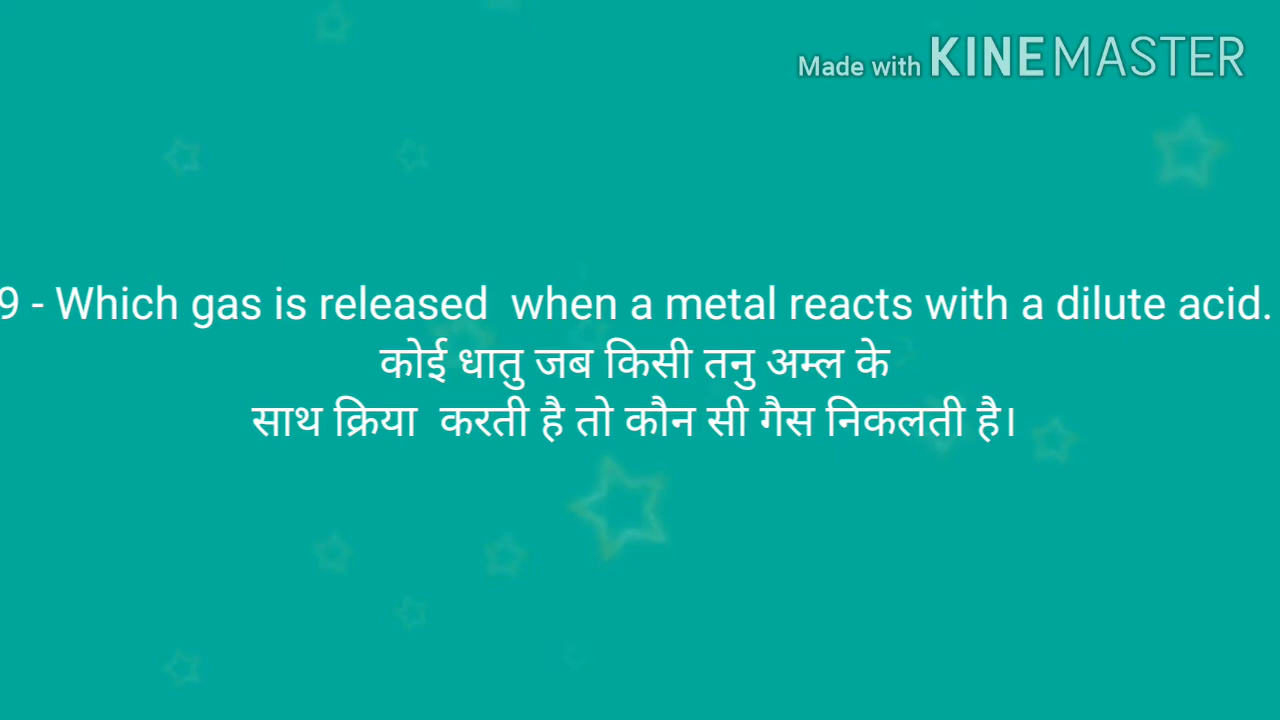 Made with KINEMASTER
9 - Which gas is released when a metal reacts with a dilute acid.
कोई धातु जब किसी तनु अम्ल के
साथ क्रिया करती है तो कौन सी गैस निकलती है।